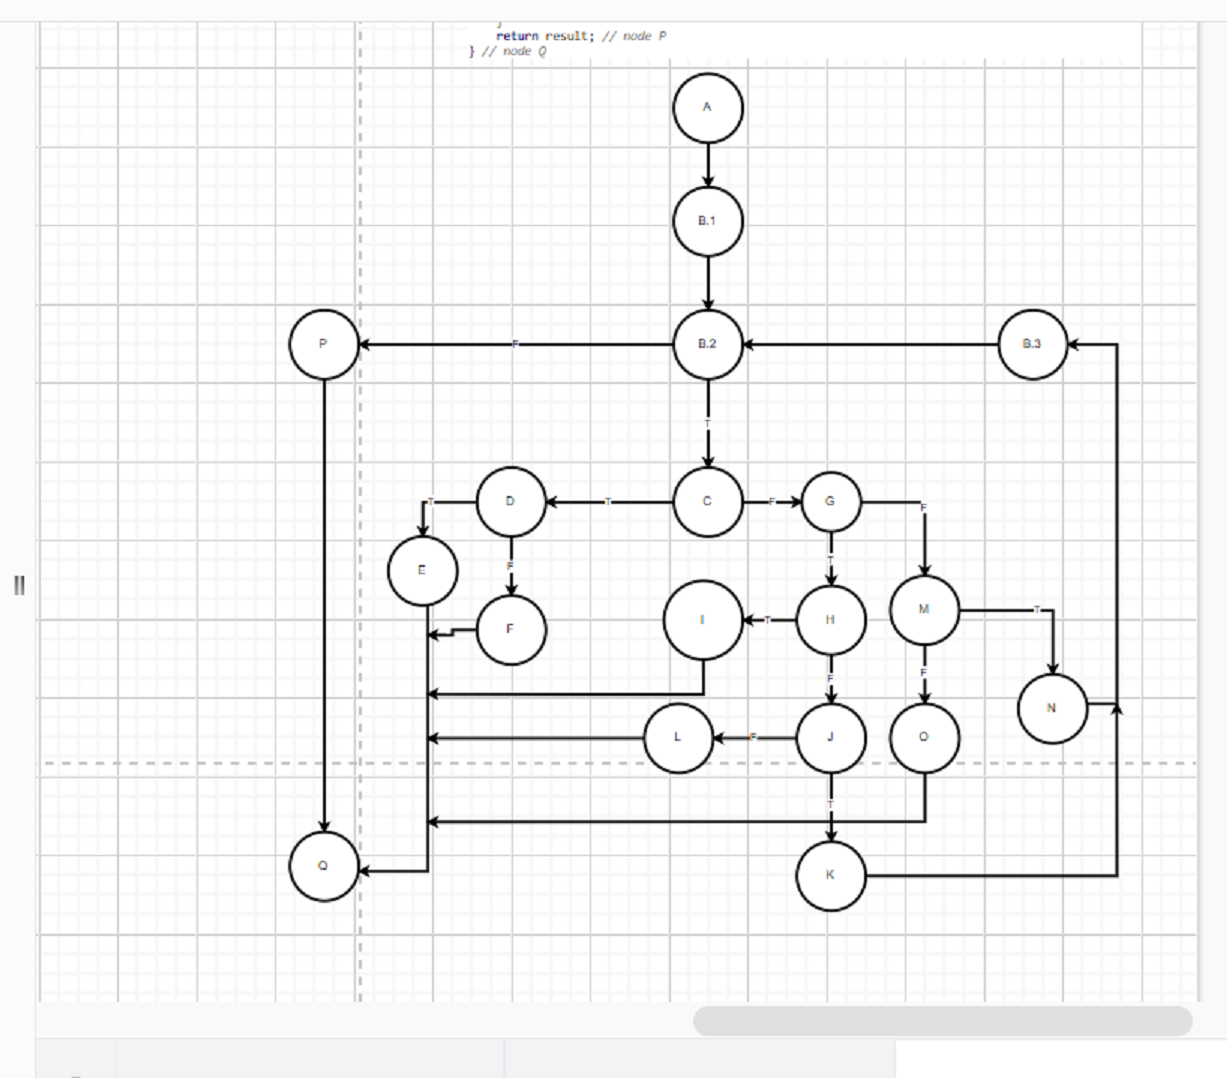 }
return result; // node P
} // node Q
A
B.1
P
F
B.2
B.3
T
T
D
T
C
F
G
F
E
F
T
F
I
T
H
M
T
F
F
N
L
F
J
O
T
Q
K